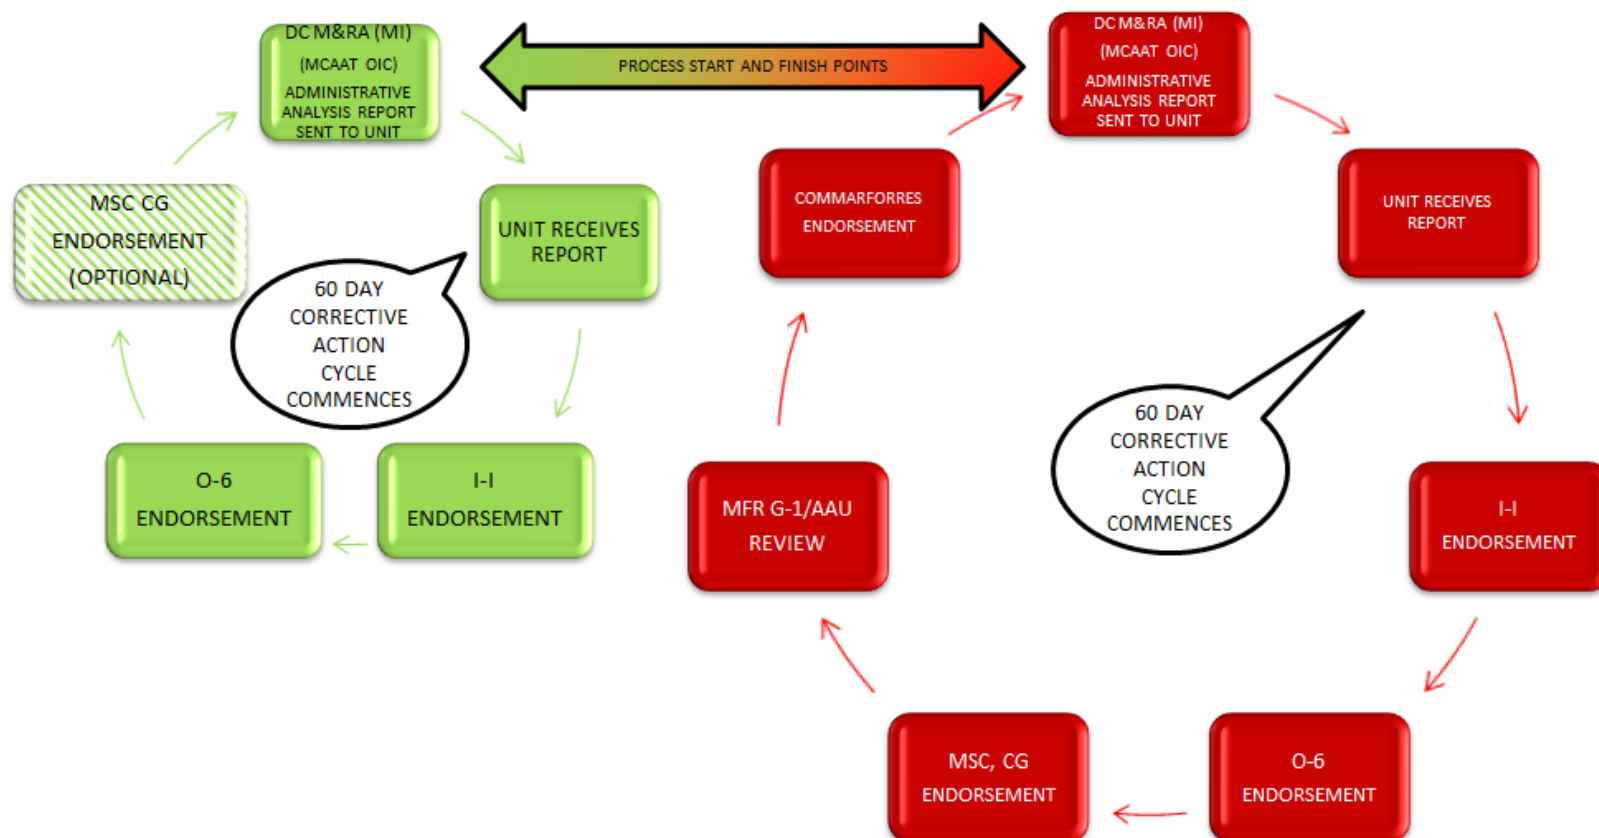 DC M&RA (MI)
(MCAAT OIC)
ADMINISTRATIVE
ANALYSIS REPORT
SENT TO UNIT
PROCESS START AND FINISH POINTS
DC M&RA (MI)
(MCAAT OIC)
ADMINISTRATIVE
ANALYSIS REPORT
SENT TO UNIT
MSC CG
ENDORSEMENT
(OPTIONAL)
UNIT RECEIVES
REPORT
60 DAY
CORRECTIVE
ACTION
CYCLE
COMMENCES
O-6
ENDORSEMENT
I-I
ENDORSEMENT
COMMARFORRES
ENDORSEMENT
UNIT RECEIVES
REPORT
60 DAY
CORRECTIVE
ACTION
CYCLE
COMMENCES
MFR G-1/AAU
REVIEW
I-I
ENDORSEMENT
MSC, CG
ENDORSEMENT
O-6
ENDORSEMENT